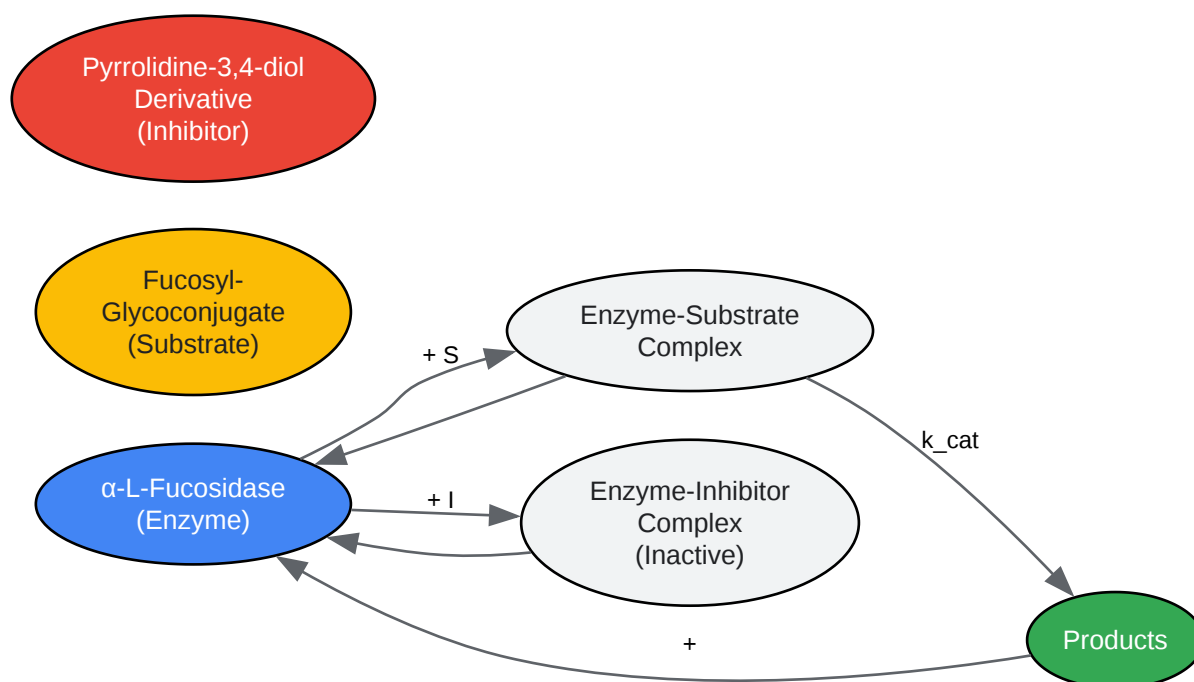 Pyrrolidine-3,4-diol
Derivative
(Inhibitor)
Fucosyl-
Glycoconjugate
(Substrate)
+ S
Enzyme-Substrate
Complex
k_cat
α-L-Fucosidase
(Enzyme)
+ I
Enzyme-Inhibitor
Complex
(Inactive)
+
Products